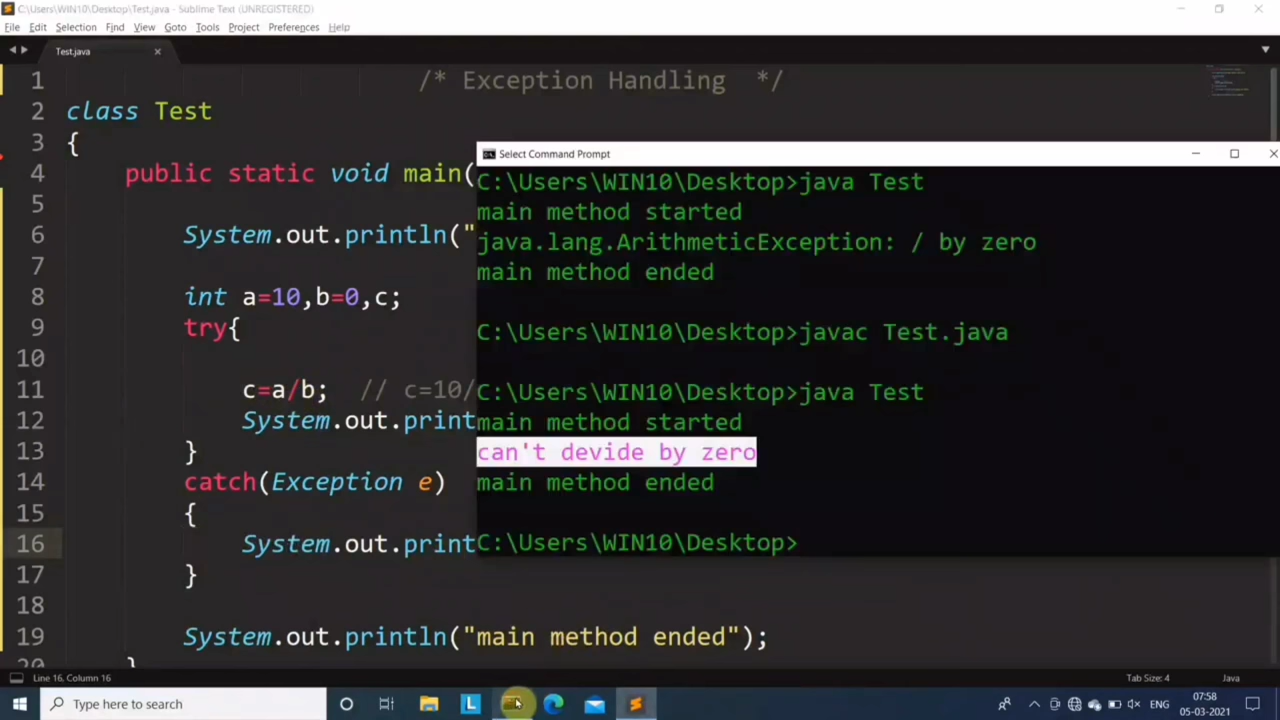 C:\Users\WIN10\Desktop\Test.java - Sublime Text (UNREGISTERED)
File Edit Selection Find View Goto Tools Project Preferences Help
Test.java
1 /* Exception Handling */
2 class Test
3 {
4 public static void main(
5
6 System.out.println("
7
8 int a=10,b=0,c;
9 try{
10
11 c=a/b; // c=10/
12 System.out.print
13 }
14 catch(Exception e)
15 {
16 System.out.print
17 }
18
19 System.out.println("main method ended");
20 }
Select Command Prompt
C:\Users\WIN10\Desktop>java Test
main method started
java.lang.ArithmeticException: / by zero
main method ended
C:\Users\WIN10\Desktop>javac Test.java
C:\Users\WIN10\Desktop>java Test
main method started
can't devide by zero
main method ended
C:\Users\WIN10\Desktop>
Line 16, Column 16
Tab Size: 4
Java
Type here to search
L
ENG
07:58
05-03-2021